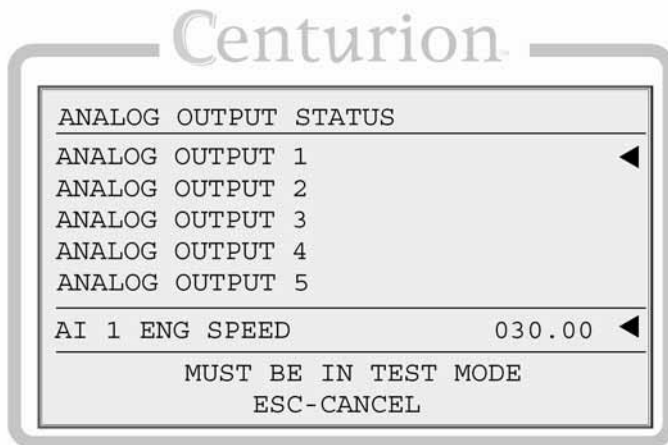 Centurion
ANALOG OUTPUT STATUS
ANALOG OUTPUT 1
ANALOG OUTPUT 2
ANALOG OUTPUT 3
ANALOG OUTPUT 4
ANALOG OUTPUT 5
AI 1 ENG SPEED 030.00
MUST BE IN TEST MODE
ESC-CANCEL